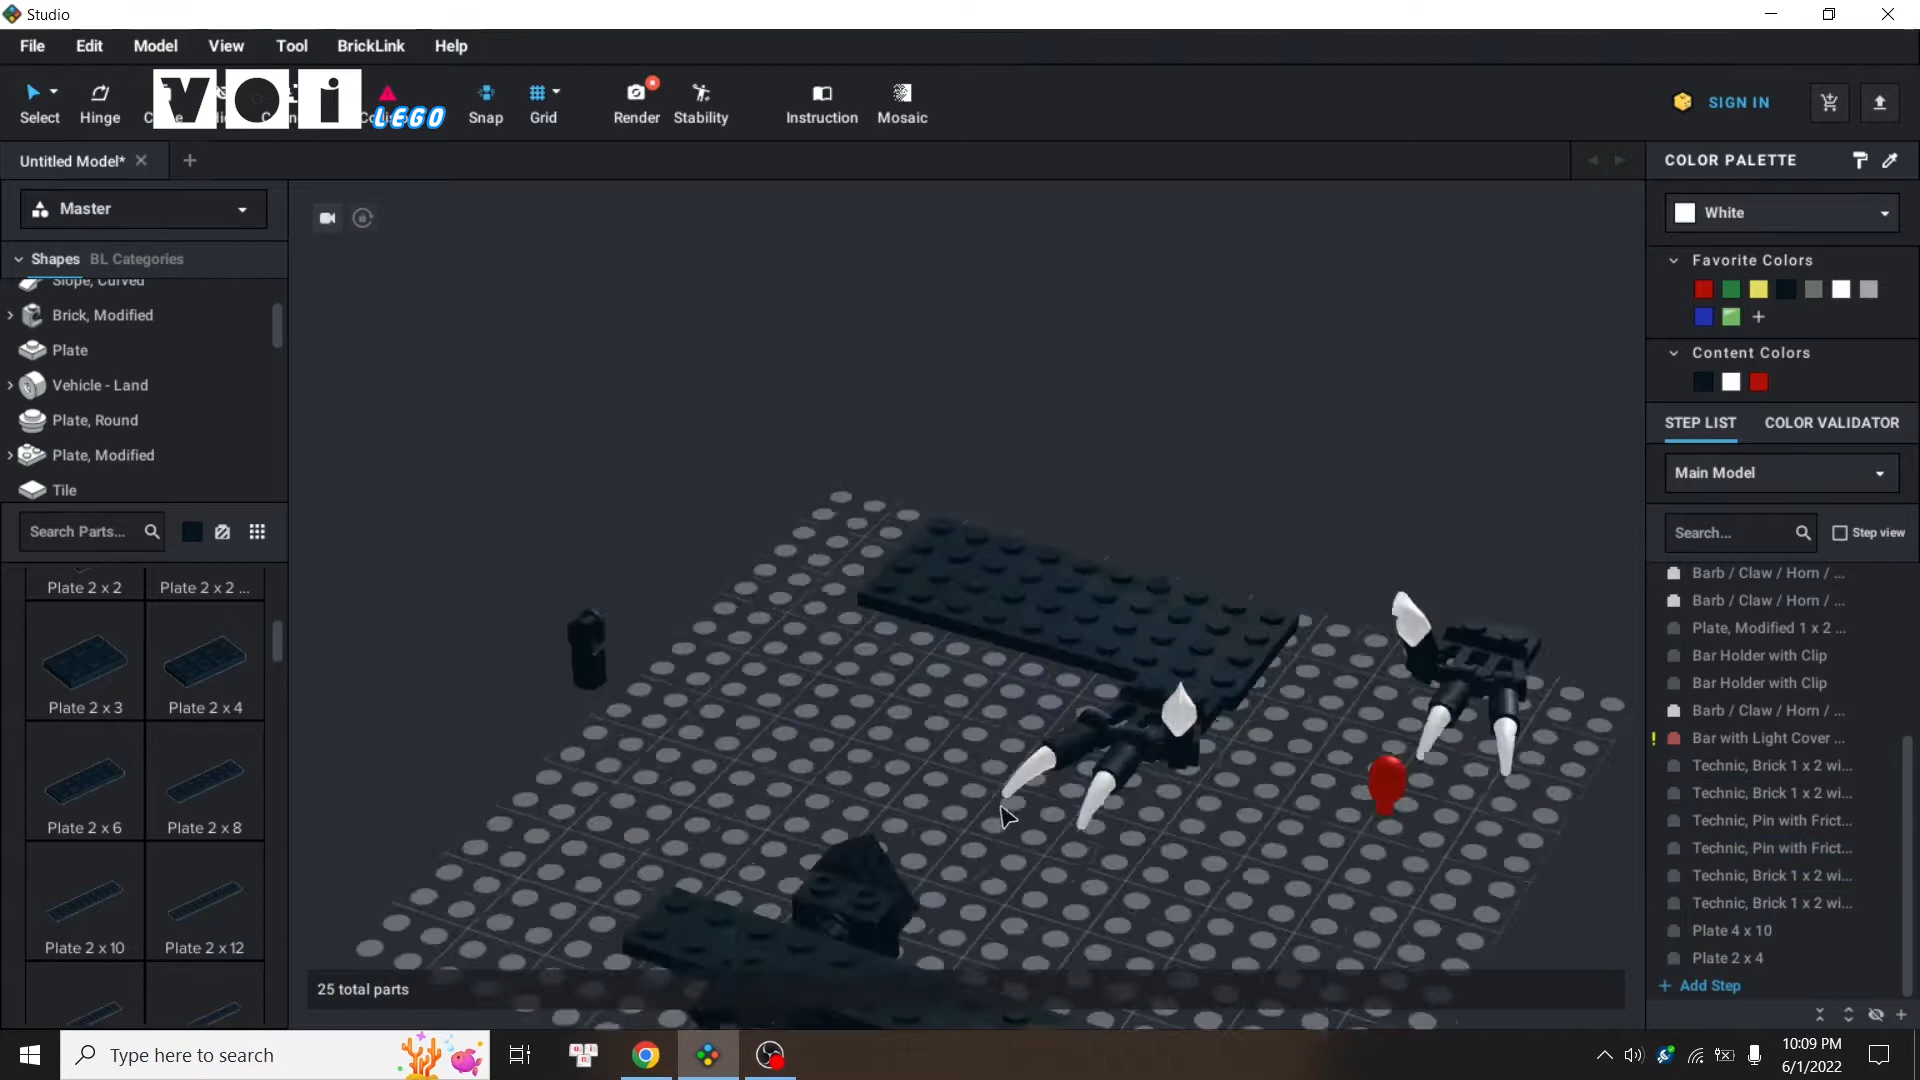 Studio
File Edit Model View Tool BrickLink Help
Select Hinge Snap Grid Render Stability Instruction Mosaic
voi
LEGO
SIGN IN
Untitled Model*
COLOR PALETTE
Master
White
Shapes BL Categories
Favorite Colors
Slope, Curved
Brick, Modified
Plate
Content Colors
Vehicle - Land
Plate, Round
STEP LIST COLOR VALIDATOR
Plate, Modified
Main Model
Tile
Search Parts...
Search... Step view
Plate 2 x 2 Plate 2 x 2 ...
Plate 2 x 3 Plate 2 x 4
Plate 2 x 6 Plate 2 x 8
Plate 2 x 10 Plate 2 x 12
Barb / Claw / Horn / ...
Barb / Claw / Horn / ...
Plate, Modified 1 x 2 ...
Bar Holder with Clip
Bar Holder with Clip
Barb / Claw / Horn / ...
! Bar with Light Cover ...
Technic, Brick 1 x 2 wi...
Technic, Brick 1 x 2 wi...
Technic, Pin with Frict...
Technic, Pin with Frict...
Technic, Brick 1 x 2 wi...
Technic, Brick 1 x 2 wi...
Plate 4 x 10
Plate 2 x 4
+ Add Step
25 total parts
Type here to search
10:09 PM
6/1/2022